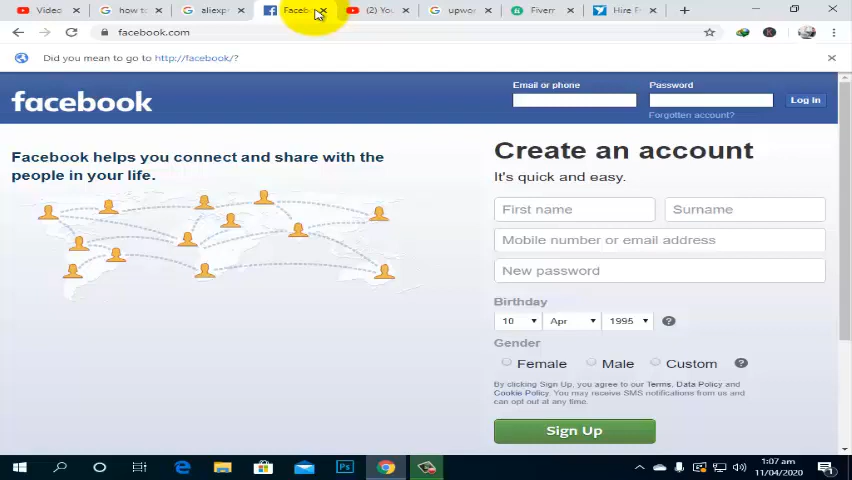 Video
how to
aliexpr
Facebo
(2) You
upwor
Fiverr
Hire F
facebook.com
Did you mean to go to http://facebook/?
Email or phone
Password
facebook
Log In
Forgotten account?
Facebook helps you connect and share with the
people in your life.
Create an account
It's quick and easy.
First name
Surname
Mobile number or email address
New password
Birthday
10 Apr 1995
Gender
Female Male Custom
By clicking Sign Up, you agree to our Terms, Data Policy and
Cookie Policy. You may receive SMS notifications from us and
can opt out at any time.
Sign Up
Ps
1:07 am
11/04/2020